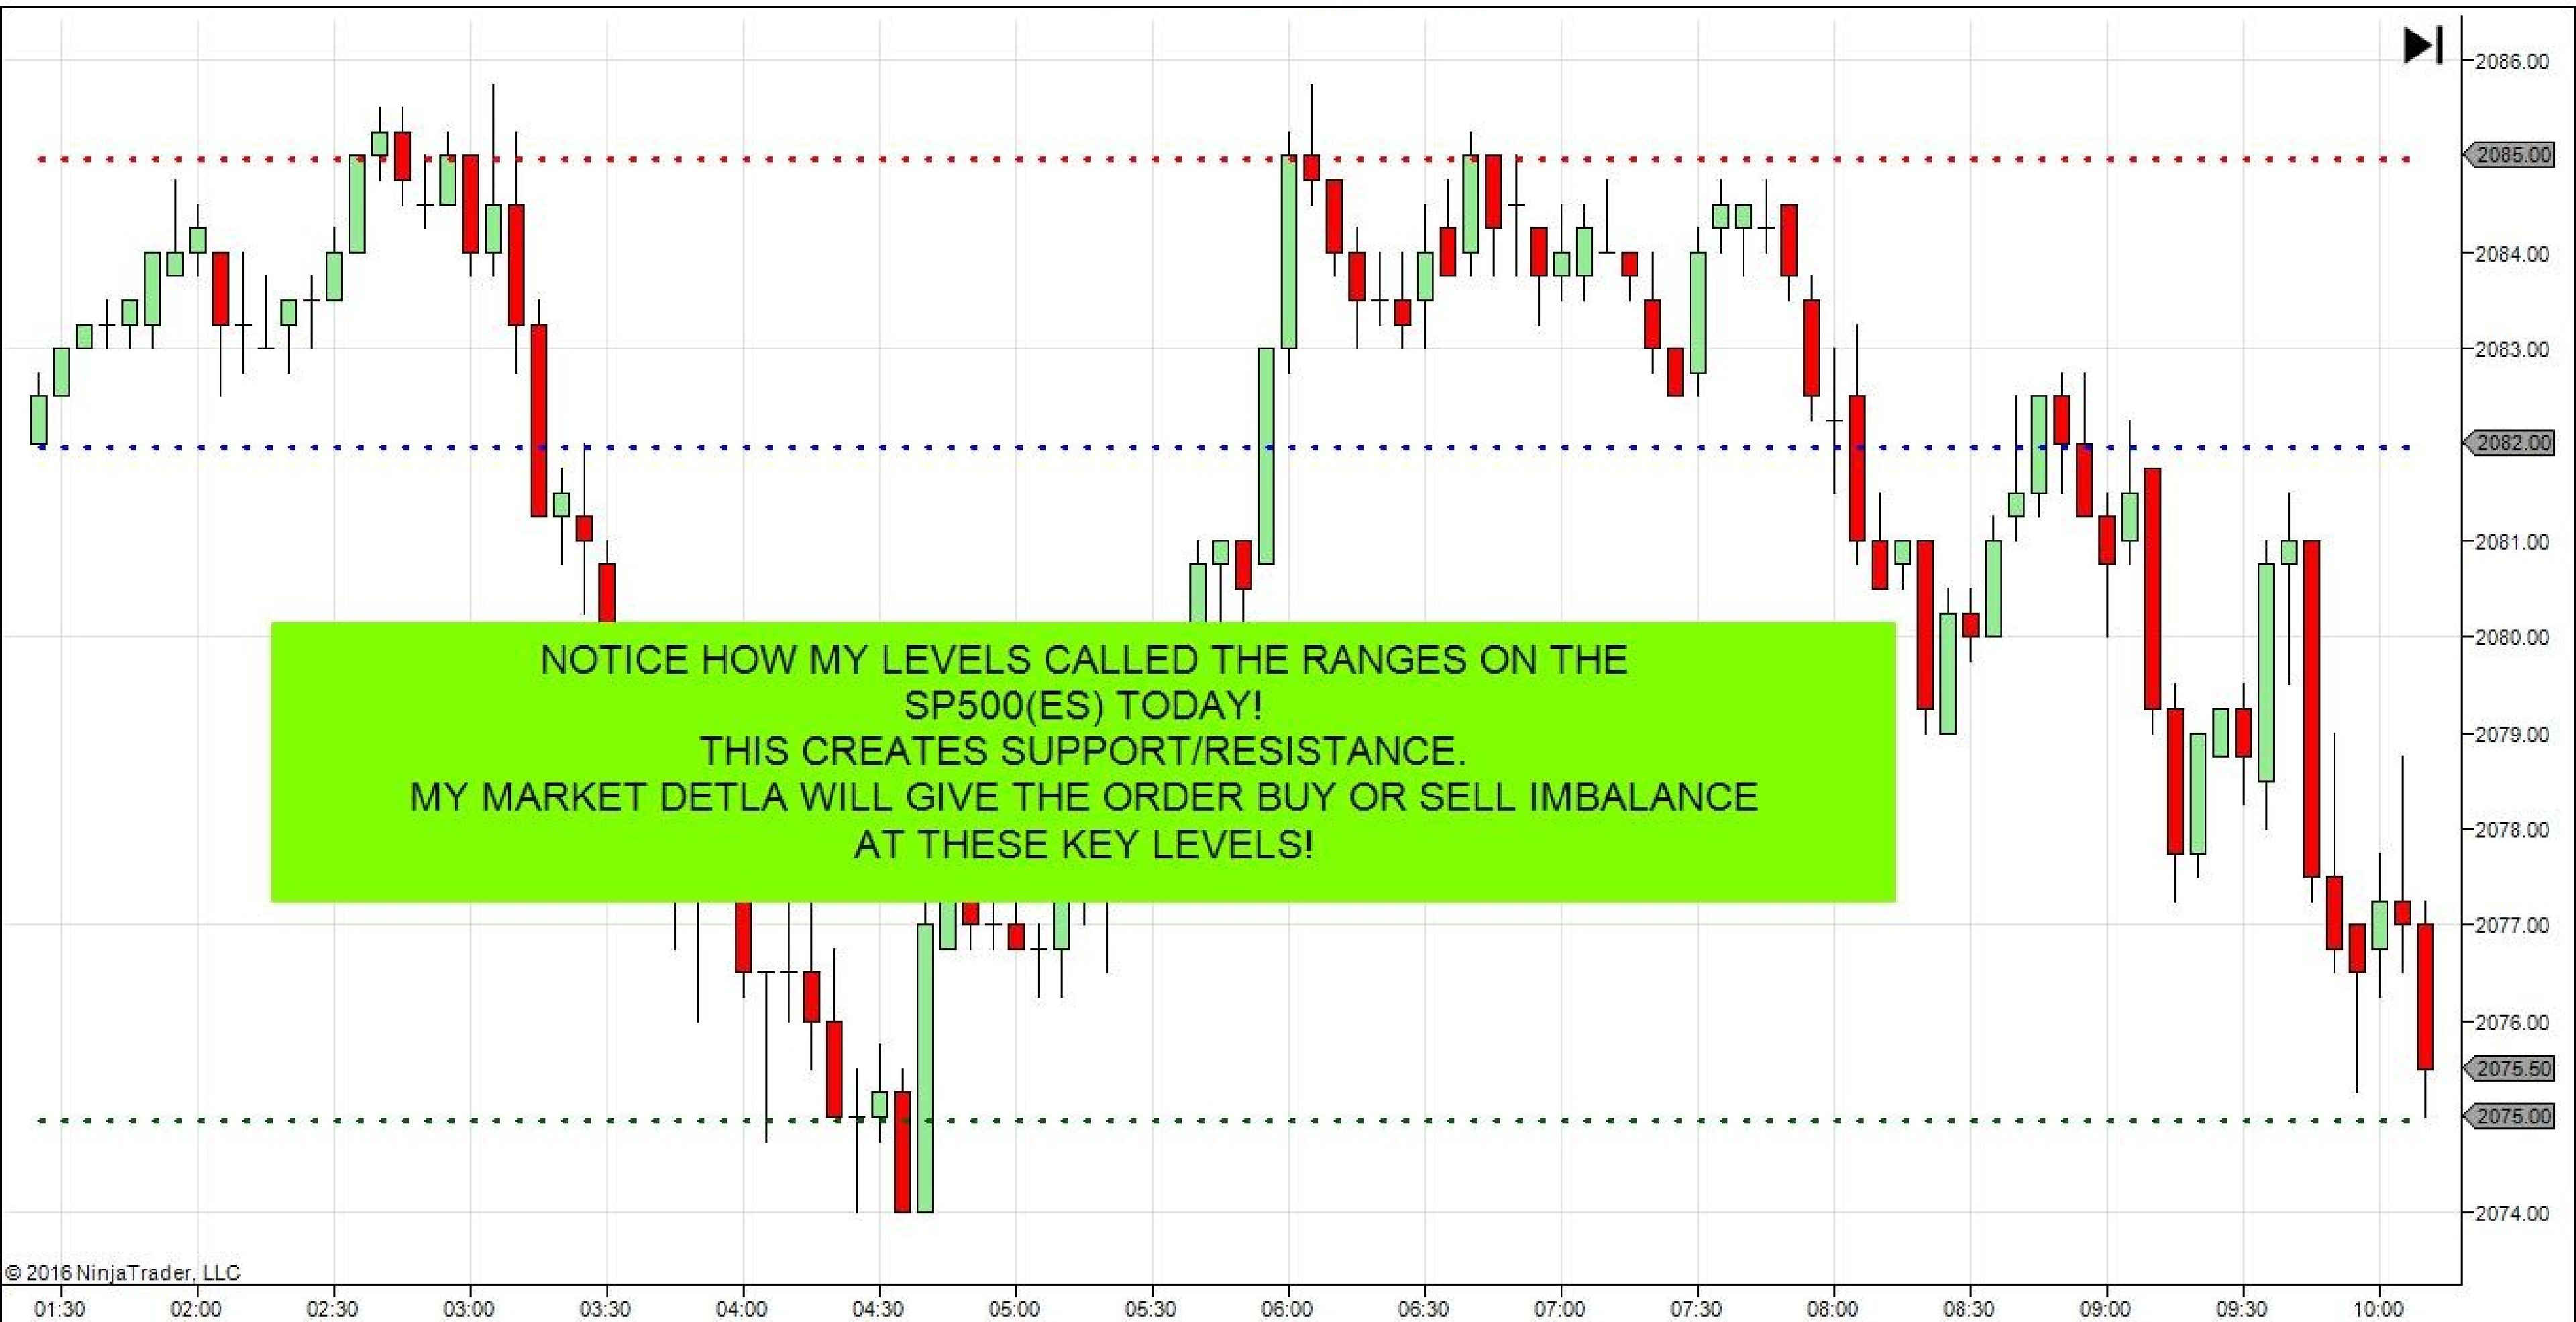 2086.00
2085.00
2084.00
2083.00
2082.00
2081.00
2080.00
2079.00
2078.00
2077.00
2076.00
2075.50
2075.00
2074.00
NOTICE HOW MY LEVELS CALLED THE RANGES ON THE
SP500(ES) TODAY!
THIS CREATES SUPPORT/RESISTANCE.
MY MARKET DETLA WILL GIVE THE ORDER BUY OR SELL IMBALANCE
AT THESE KEY LEVELS!
© 2016 NinjaTrader, LLC
01:30 02:00 02:30 03:00 03:30 04:00 04:30 05:00 05:30 06:00 06:30 07:00 07:30 08:00 08:30 09:00 09:30 10:00